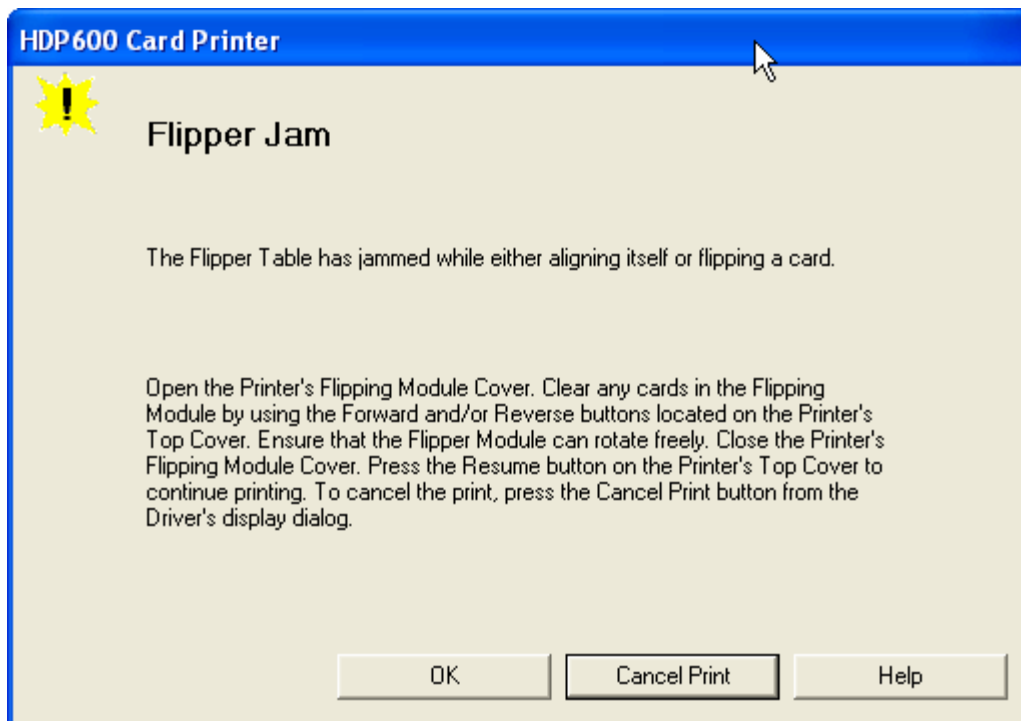 HDP600 Card Printer
Flipper Jam
The Flipper Table has jammed while either aligning itself or flipping a card.
Open the Printer's Flipping Module Cover. Clear any cards in the Flipping
Module by using the Forward and/or Reverse buttons located on the Printer's
Top Cover. Ensure that the Flipper Module can rotate freely. Close the Printer's
Flipping Module Cover. Press the Resume button on the Printer's Top Cover to
continue printing. To cancel the print, press the Cancel Print button from the
Driver's display dialog.
OK
Cancel Print
Help